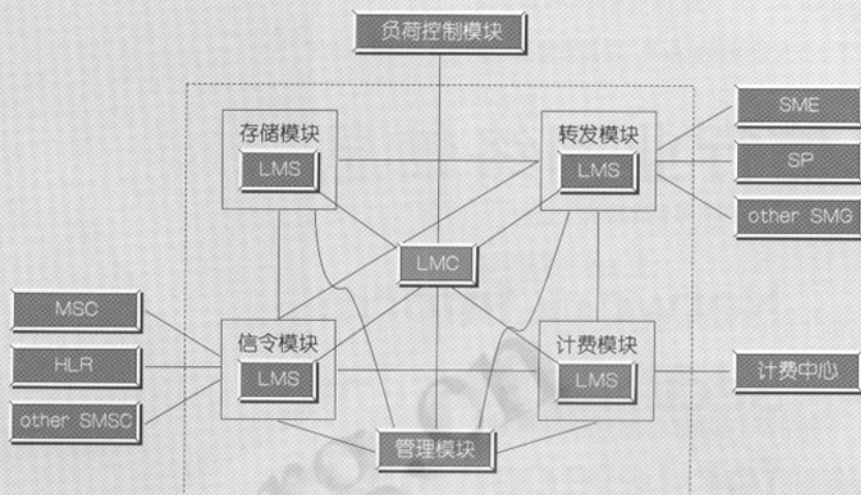 负荷控制模块
存储模块
LMS
转发模块
LMS
SME
SP
other SMG
LMC
MSC
HLR
other SMSC
信令模块
LMS
计费模块
LMS
计费中心
管理模块